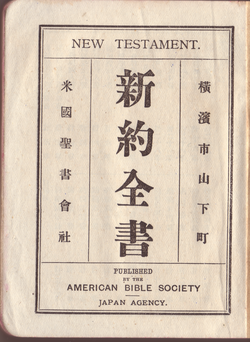 NEW TESTAMENT.
橫濱市山下町
新約全書
米國聖書會社
PUBLISHED
BY THE
AMERICAN BIBLE SOCIETY
JAPAN AGENCY.